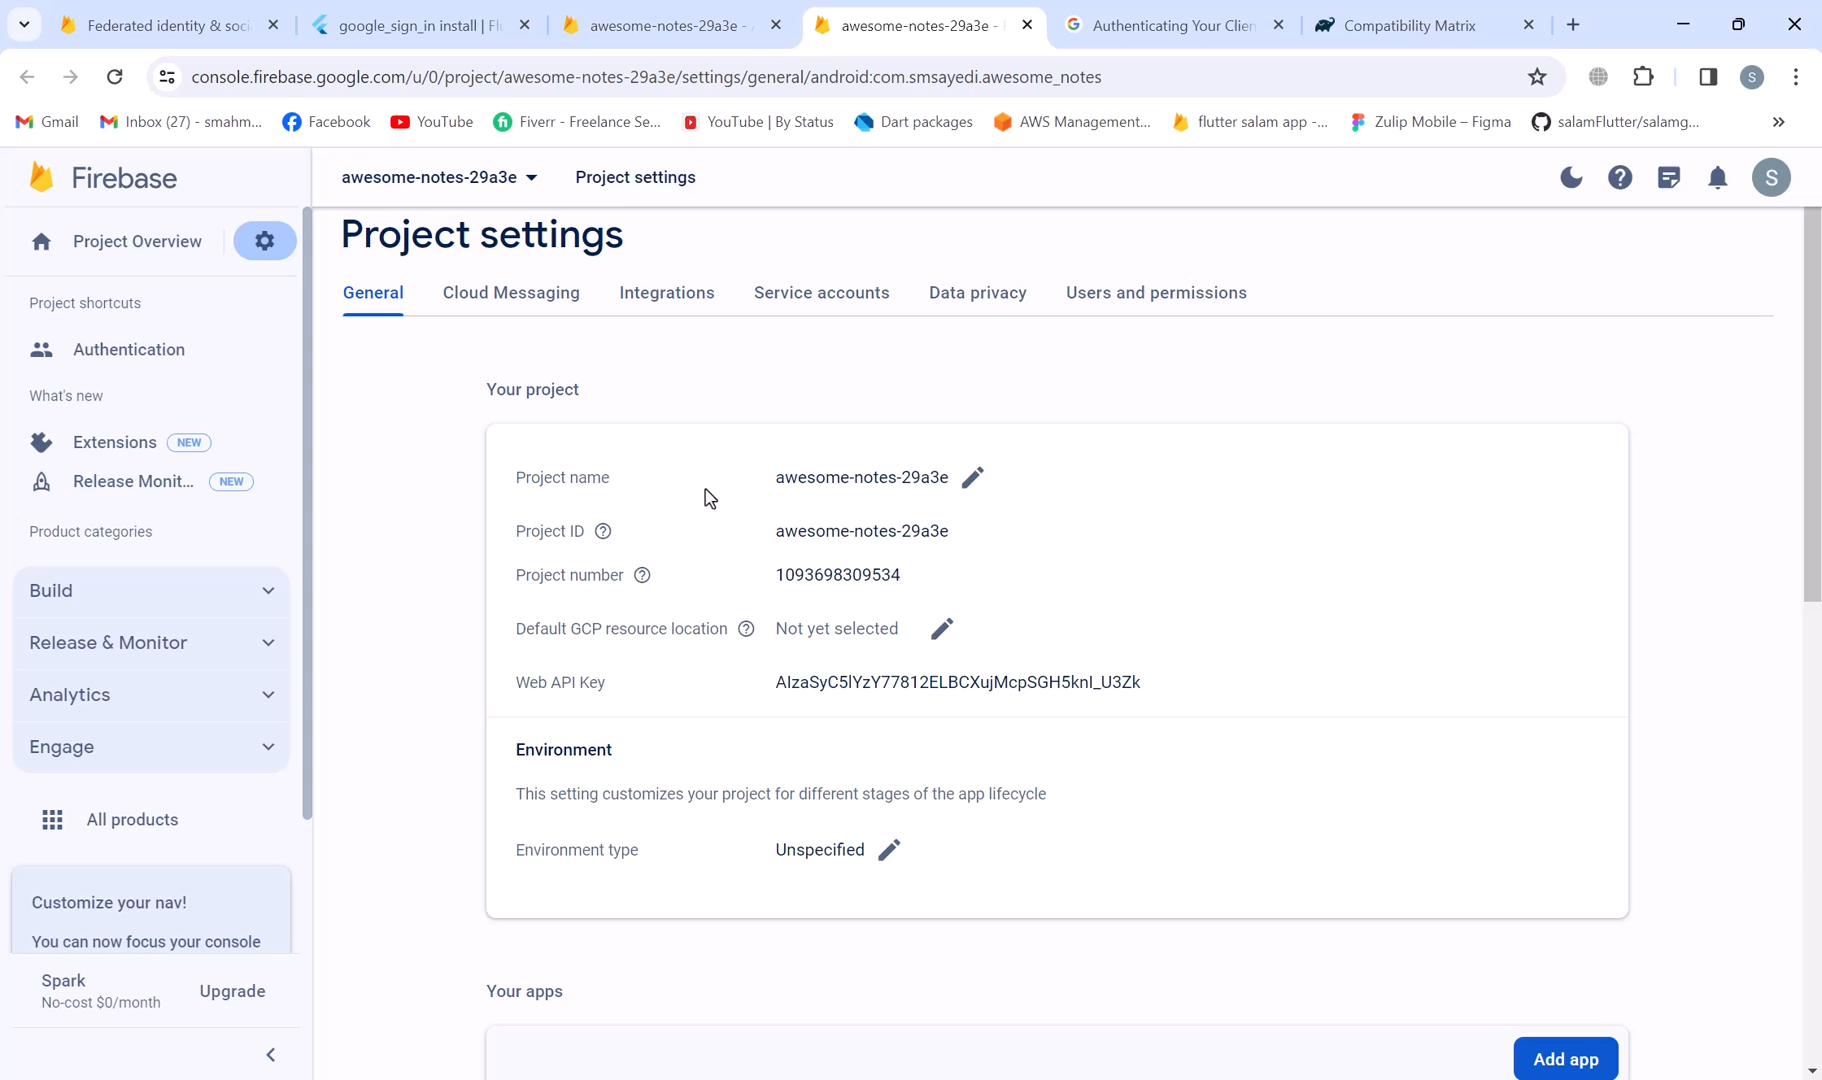 Federated identity & soci
google_sign_in install | Fl
awesome-notes-29a3e -
awesome-notes-29a3e -
Authenticating Your Clien
Compatibility Matrix
console.firebase.google.com/u/0/project/awesome-notes-29a3e/settings/general/android:com.smsayedi.awesome_notes
S
Gmail
Inbox (27) - smahm...
Facebook
YouTube
Fiverr - Freelance Se...
YouTube | By Status
Dart packages
AWS Management...
flutter salam app -...
Zulip Mobile – Figma
salamFlutter/salamg...
»
Firebase
awesome-notes-29a3e
Project settings
S
Project Overview
Project settings
General
Cloud Messaging
Integrations
Service accounts
Data privacy
Users and permissions
Project shortcuts
Authentication
What's new
Extensions NEW
Release Monit... NEW
Product categories
Build
Release & Monitor
Analytics
Engage
All products
Customize your nav!
You can now focus your console
Spark
No-cost $0/month
Upgrade
Your project
Project name awesome-notes-29a3e
Project ID awesome-notes-29a3e
Project number 1093698309534
Default GCP resource location Not yet selected
Web API Key AIzaSyC5lYzY77812ELBCXujMcpSGH5knl_U3Zk
Environment
This setting customizes your project for different stages of the app lifecycle
Environment type Unspecified
Your apps
Add app